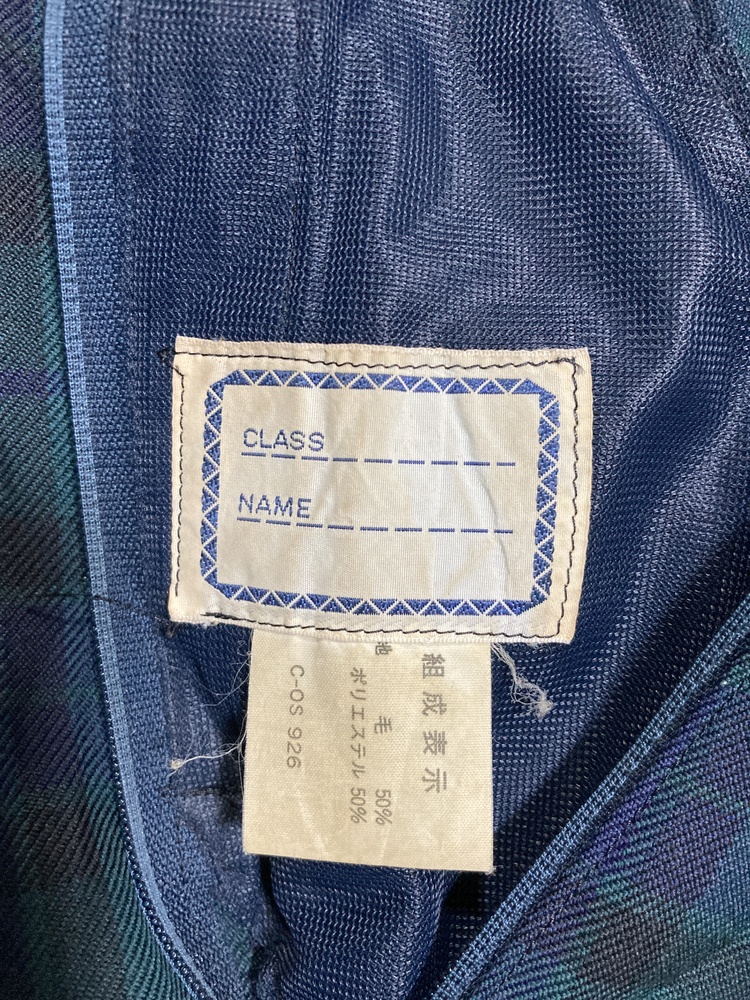 CLASS
NAME
組成表示
地
毛 50%
ポリエステル 50%
C-OS 926